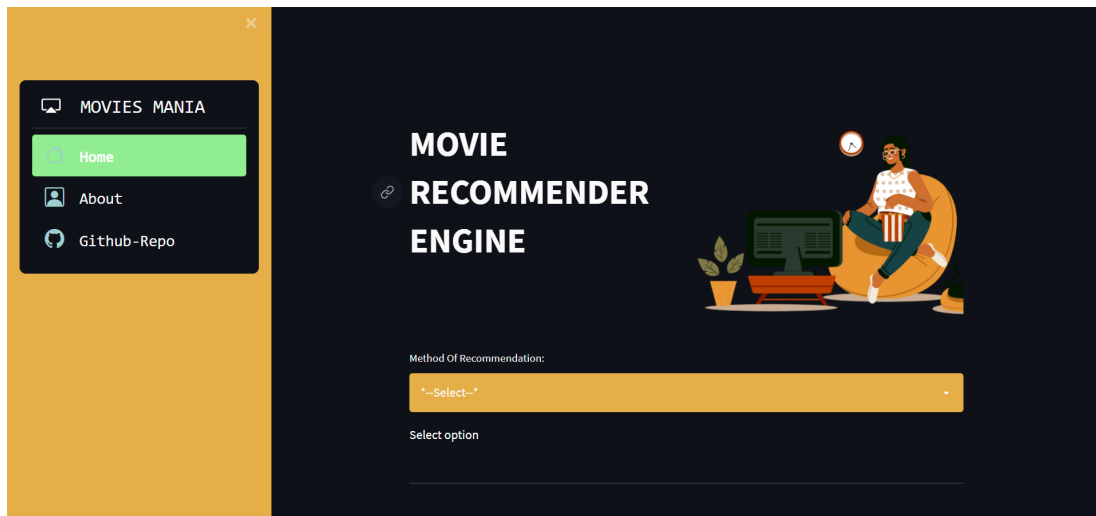 MOVIES MANIA
Home
About
Github-Repo
MOVIE
RECOMMENDER
ENGINE
Method Of Recommendation:
*--Select--*
Select option